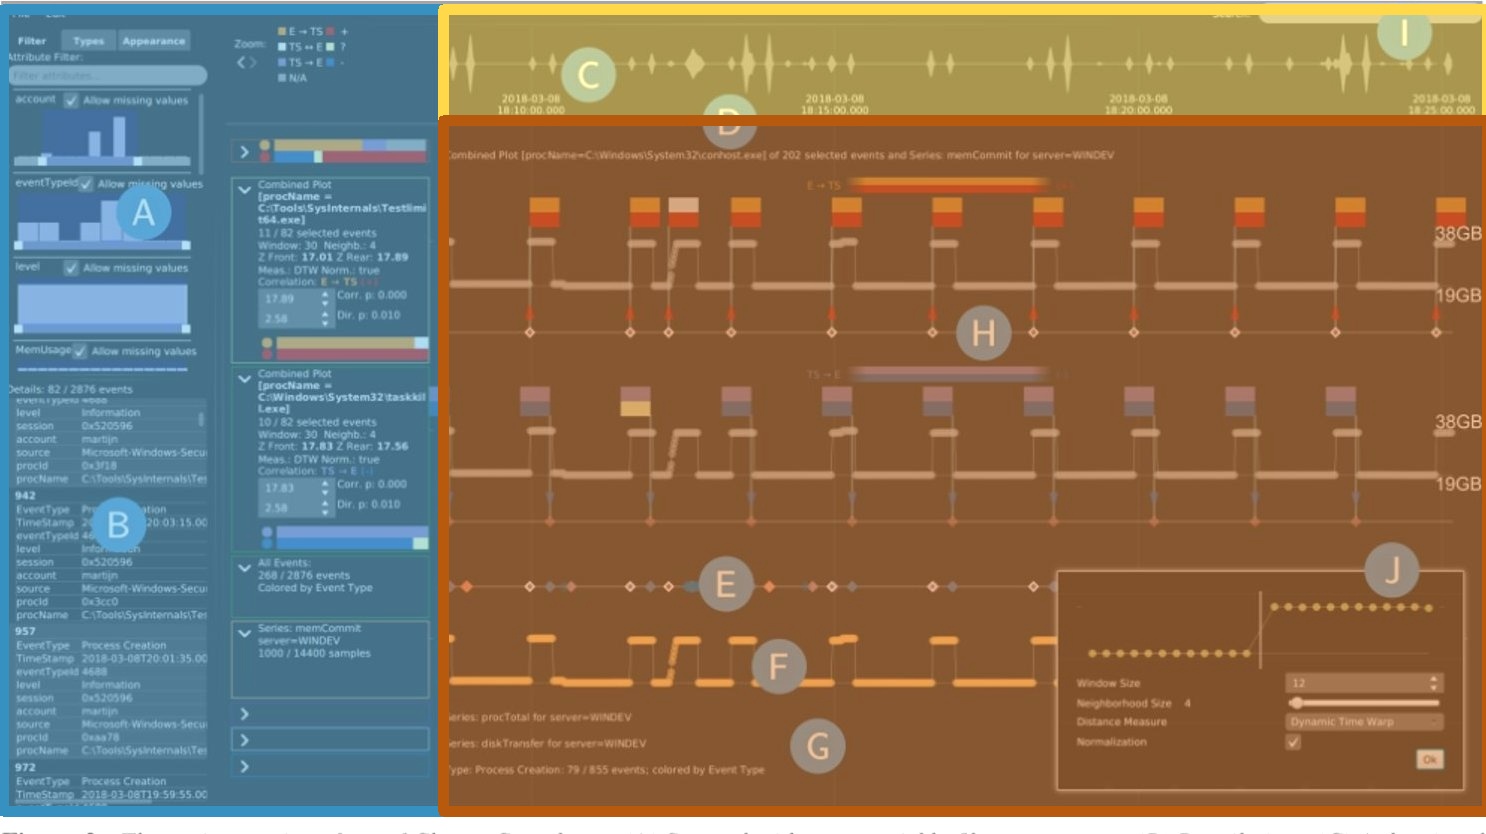 Filter Types Appearance
Attribute Filter:
Filter attributes...
account Allow missing values
eventTypeId Allow missing values
A
level Allow missing values
MemUsage Allow missing values
Details: 82 / 2876 events
eventTypeId 4688
level Information
session 0x520596
account martijn
source Microsoft-Windows-Secu
procId 0x3f18
procName C:\Tools\SysInternals\Tes
942
EventType Creation
TimeStamp 20:03:15.00
B
level Information
session 0x520596
account martijn
source Microsoft-Windows-Secu
procId 0x3cc0
procName C:\Tools\SysInternals\Tes
957
EventType Process Creation
TimeStamp 2018-03-08T20:01:35.00
eventTypeId 4688
level Information
session 0x520596
account martijn
source Microsoft-Windows-Secu
procId 0xaa78
procName C:\Tools\SysInternals\Tes
972
EventType Process Creation
TimeStamp 2018-03-08T19:59:55.00
Zoom:
E → TS +
TS ↔ E ?
TS → E -
N/A
Combined Plot
[procName =
C:\Tools\SysInternals\Testlimi
t64.exe]
11 / 82 selected events
Window: 30 Neighb.: 4
Z Front: 17.01 Z Rear: 17.89
Meas.: DTW Norm.: true
Correlation: E → TS (+)
17.89 Corr. p: 0.000
2.58 Dir. p: 0.010
Combined Plot
[procName =
C:\Windows\System32\taskkil
l.exe]
10 / 82 selected events
Window: 30 Neighb.: 4
Z Front: 17.83 Z Rear: 17.56
Meas.: DTW Norm.: true
Correlation: TS → E (-)
17.83 Corr. p: 0.000
2.58 Dir. p: 0.010
All Events:
268 / 2876 events
Colored by Event Type
Series: memCommit
server=WINDEV
1000 / 14400 samples
I
C
2018-03-08 2018-03-08 2018-03-08 2018-03-08
18:10:00.000 18:15:00.000 18:20:00.000 18:25:00.000
D
Combined Plot [procName=C:\Windows\System32\conhost.exe] of 202 selected events and Series: memCommit for server=WINDEV
E → TS (+)
38GB
19GB
H
TS → E (-)
38GB
19GB
E
F
G
eries: procTotal for server=WINDEV
eries: diskTransfer for server=WINDEV
ype: Process Creation: 79 / 855 events; colored by Event Type
J
Window Size 12
Neighborhood Size 4
Distance Measure Dynamic Time Warp
Normalization
Ok